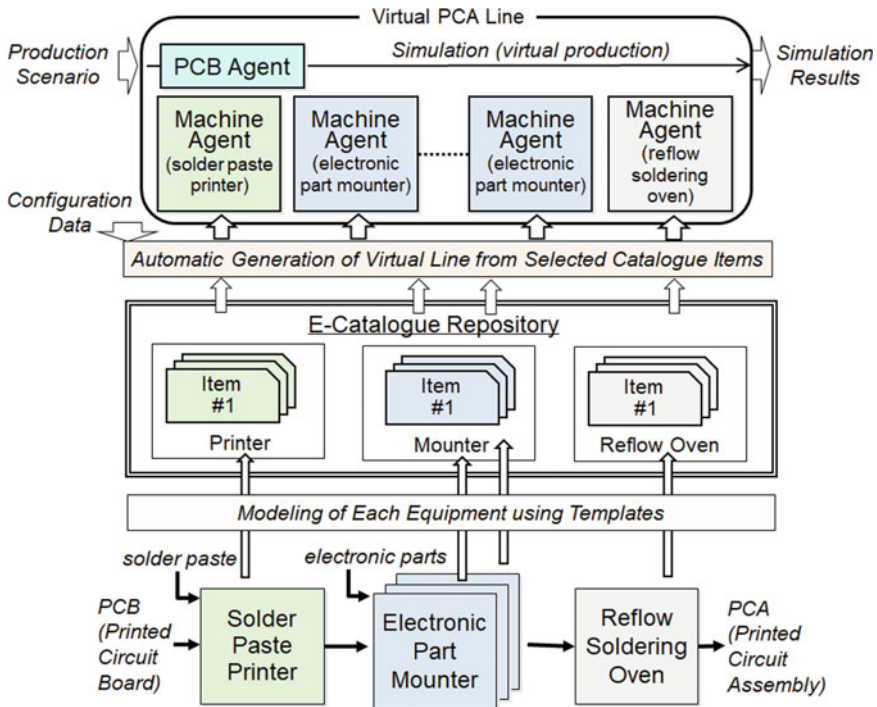 Virtual PCA Line
Production
Scenario
PCB Agent
Simulation (virtual production)
Simulation
Results
Machine
Agent
(solder paste
printer)
Machine
Agent
(electronic
part mounter)
Machine
Agent
(electronic
part mounter)
Machine
Agent
(reflow
soldering
oven)
Configuration
Data
Automatic Generation of Virtual Line from Selected Catalogue Items
E-Catalogue Repository
Item
#1
Printer
Item
#1
Mounter
Item
#1
Reflow Oven
Modeling of Each Equipment using Templates
solder paste
electronic parts
PCB
(Printed
Circuit
Board)
Solder
Paste
Printer
Electronic
Part
Mounter
Reflow
Soldering
Oven
PCA
(Printed
Circuit
Assembly)